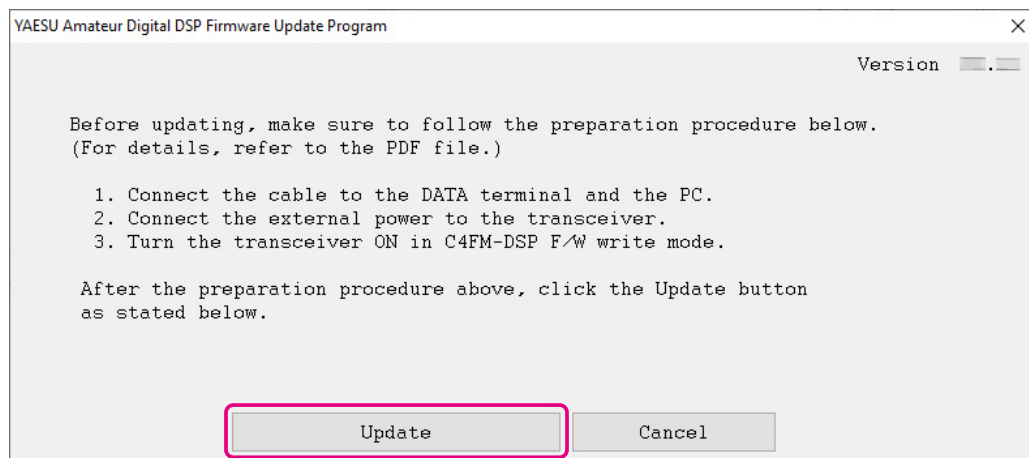 YAESU Amateur Digital DSP Firmware Update Program
Version
Before updating, make sure to follow the preparation procedure below.
(For details, refer to the PDF file.)
1. Connect the cable to the DATA terminal and the PC.
2. Connect the external power to the transceiver.
3. Turn the transceiver ON in C4FM-DSP F/W write mode.
After the preparation procedure above, click the Update button
as stated below.
Update Cancel